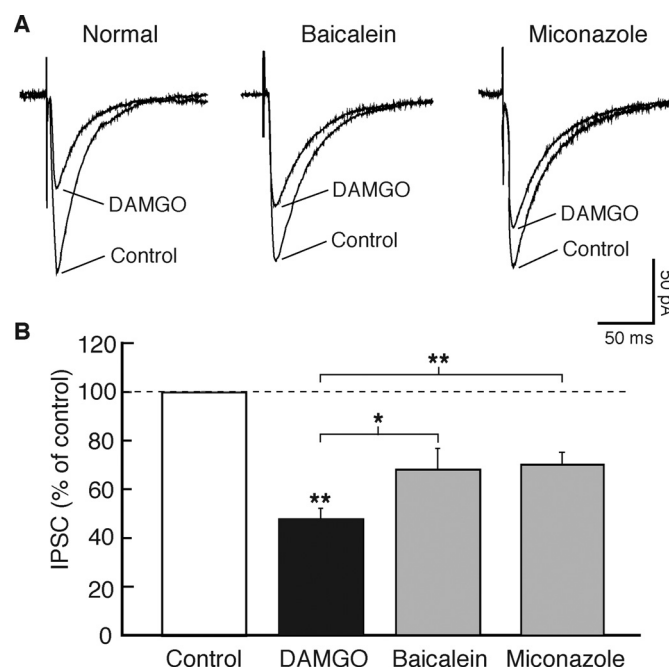 A
Normal Baicalein Miconazole
DAMGO
Control
DAMGO
Control
DAMGO
Control
50 pA
50 ms
B
IPSC (% of control)
120
100
80
60
40
20
0
**
*
**
Control DAMGO Baicalein Miconazole